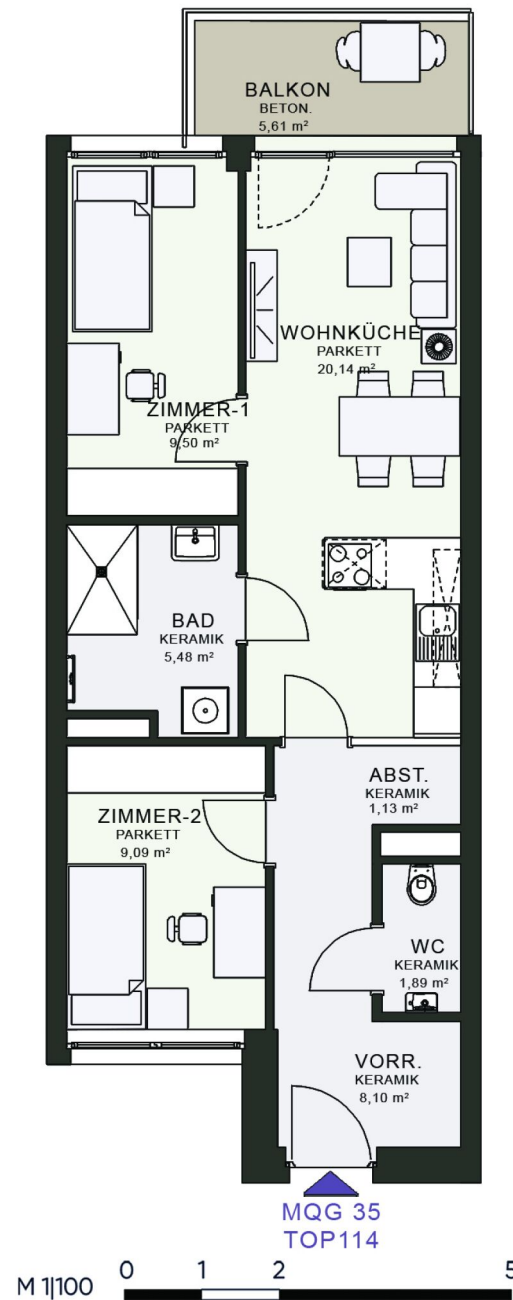 BALKON
BETON.
5,61 m²
WOHNKÜCHE
PARKETT
20,14 m²
ZIMMER-1
PARKETT
9,50 m²
BAD
KERAMIK
5,48 m²
ABST.
KERAMIK
1,13 m²
ZIMMER-2
PARKETT
9,09 m²
WC
KERAMIK
1,89 m²
VORR.
KERAMIK
8,10 m²
MQG 35
TOP114
M 1|100 0 1 2 5